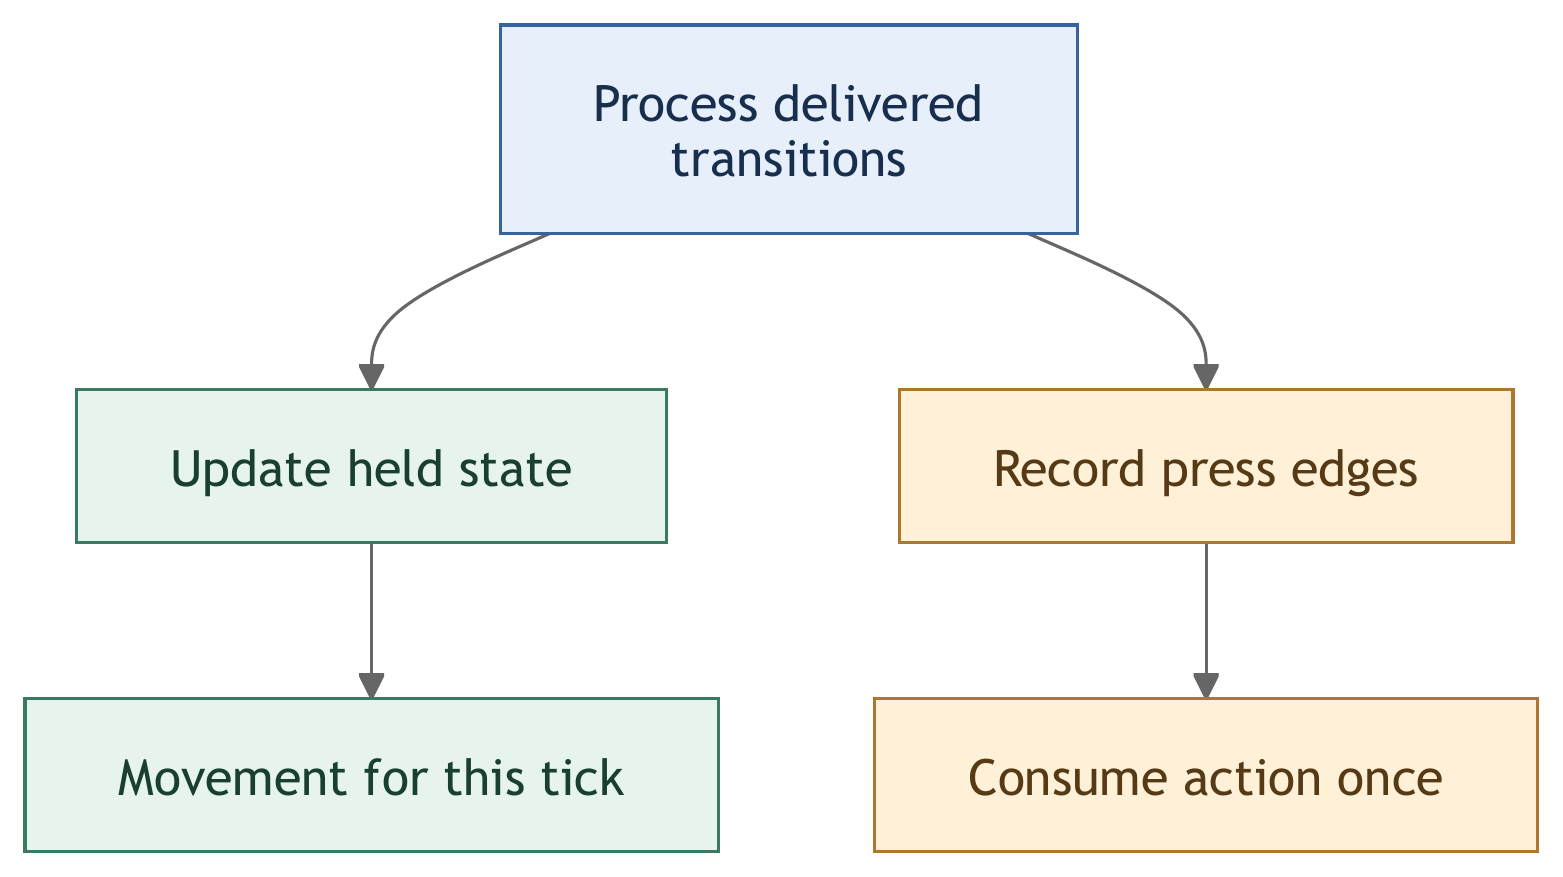 Process delivered
transitions
Update held state
Record press edges
Movement for this tick
Consume action once